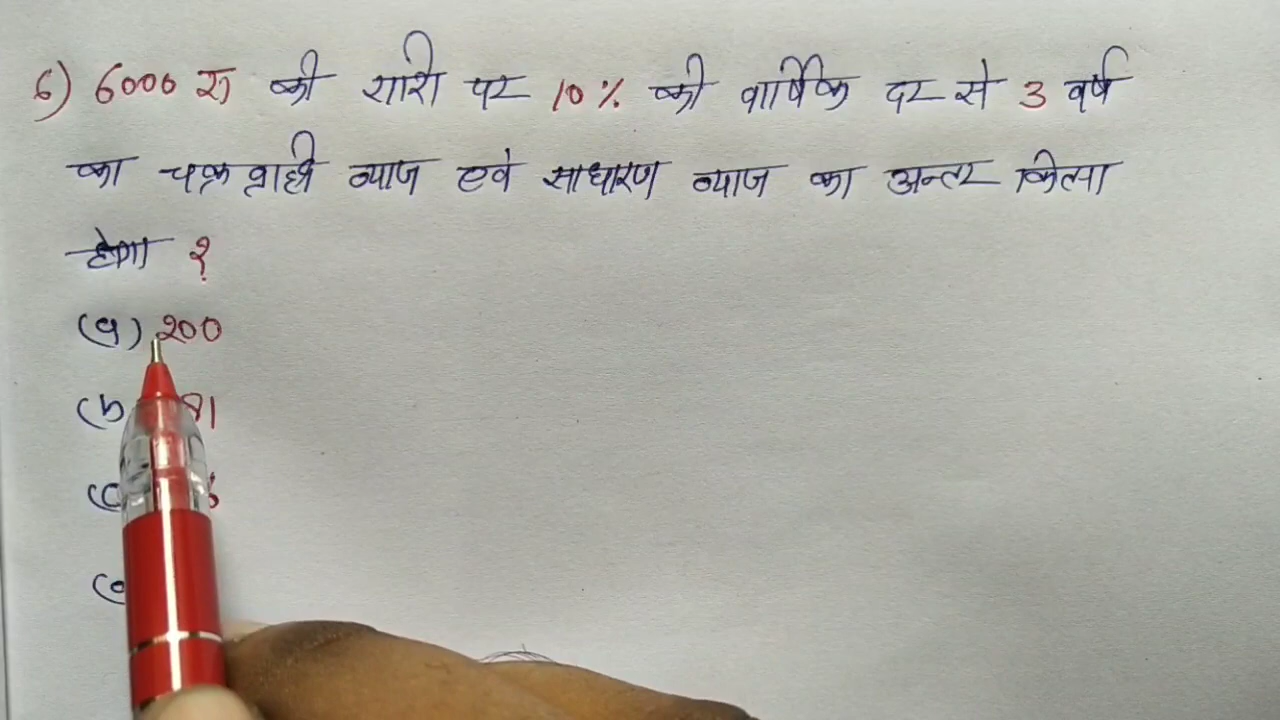 6) 6000 रु की राशि पर 10% की वार्षिक दर से 3 वर्ष
का चक्रवृद्धि ब्याज एवं साधारण ब्याज का अन्तर कितना
होगा ?
(a) 200
(b
(c
(d